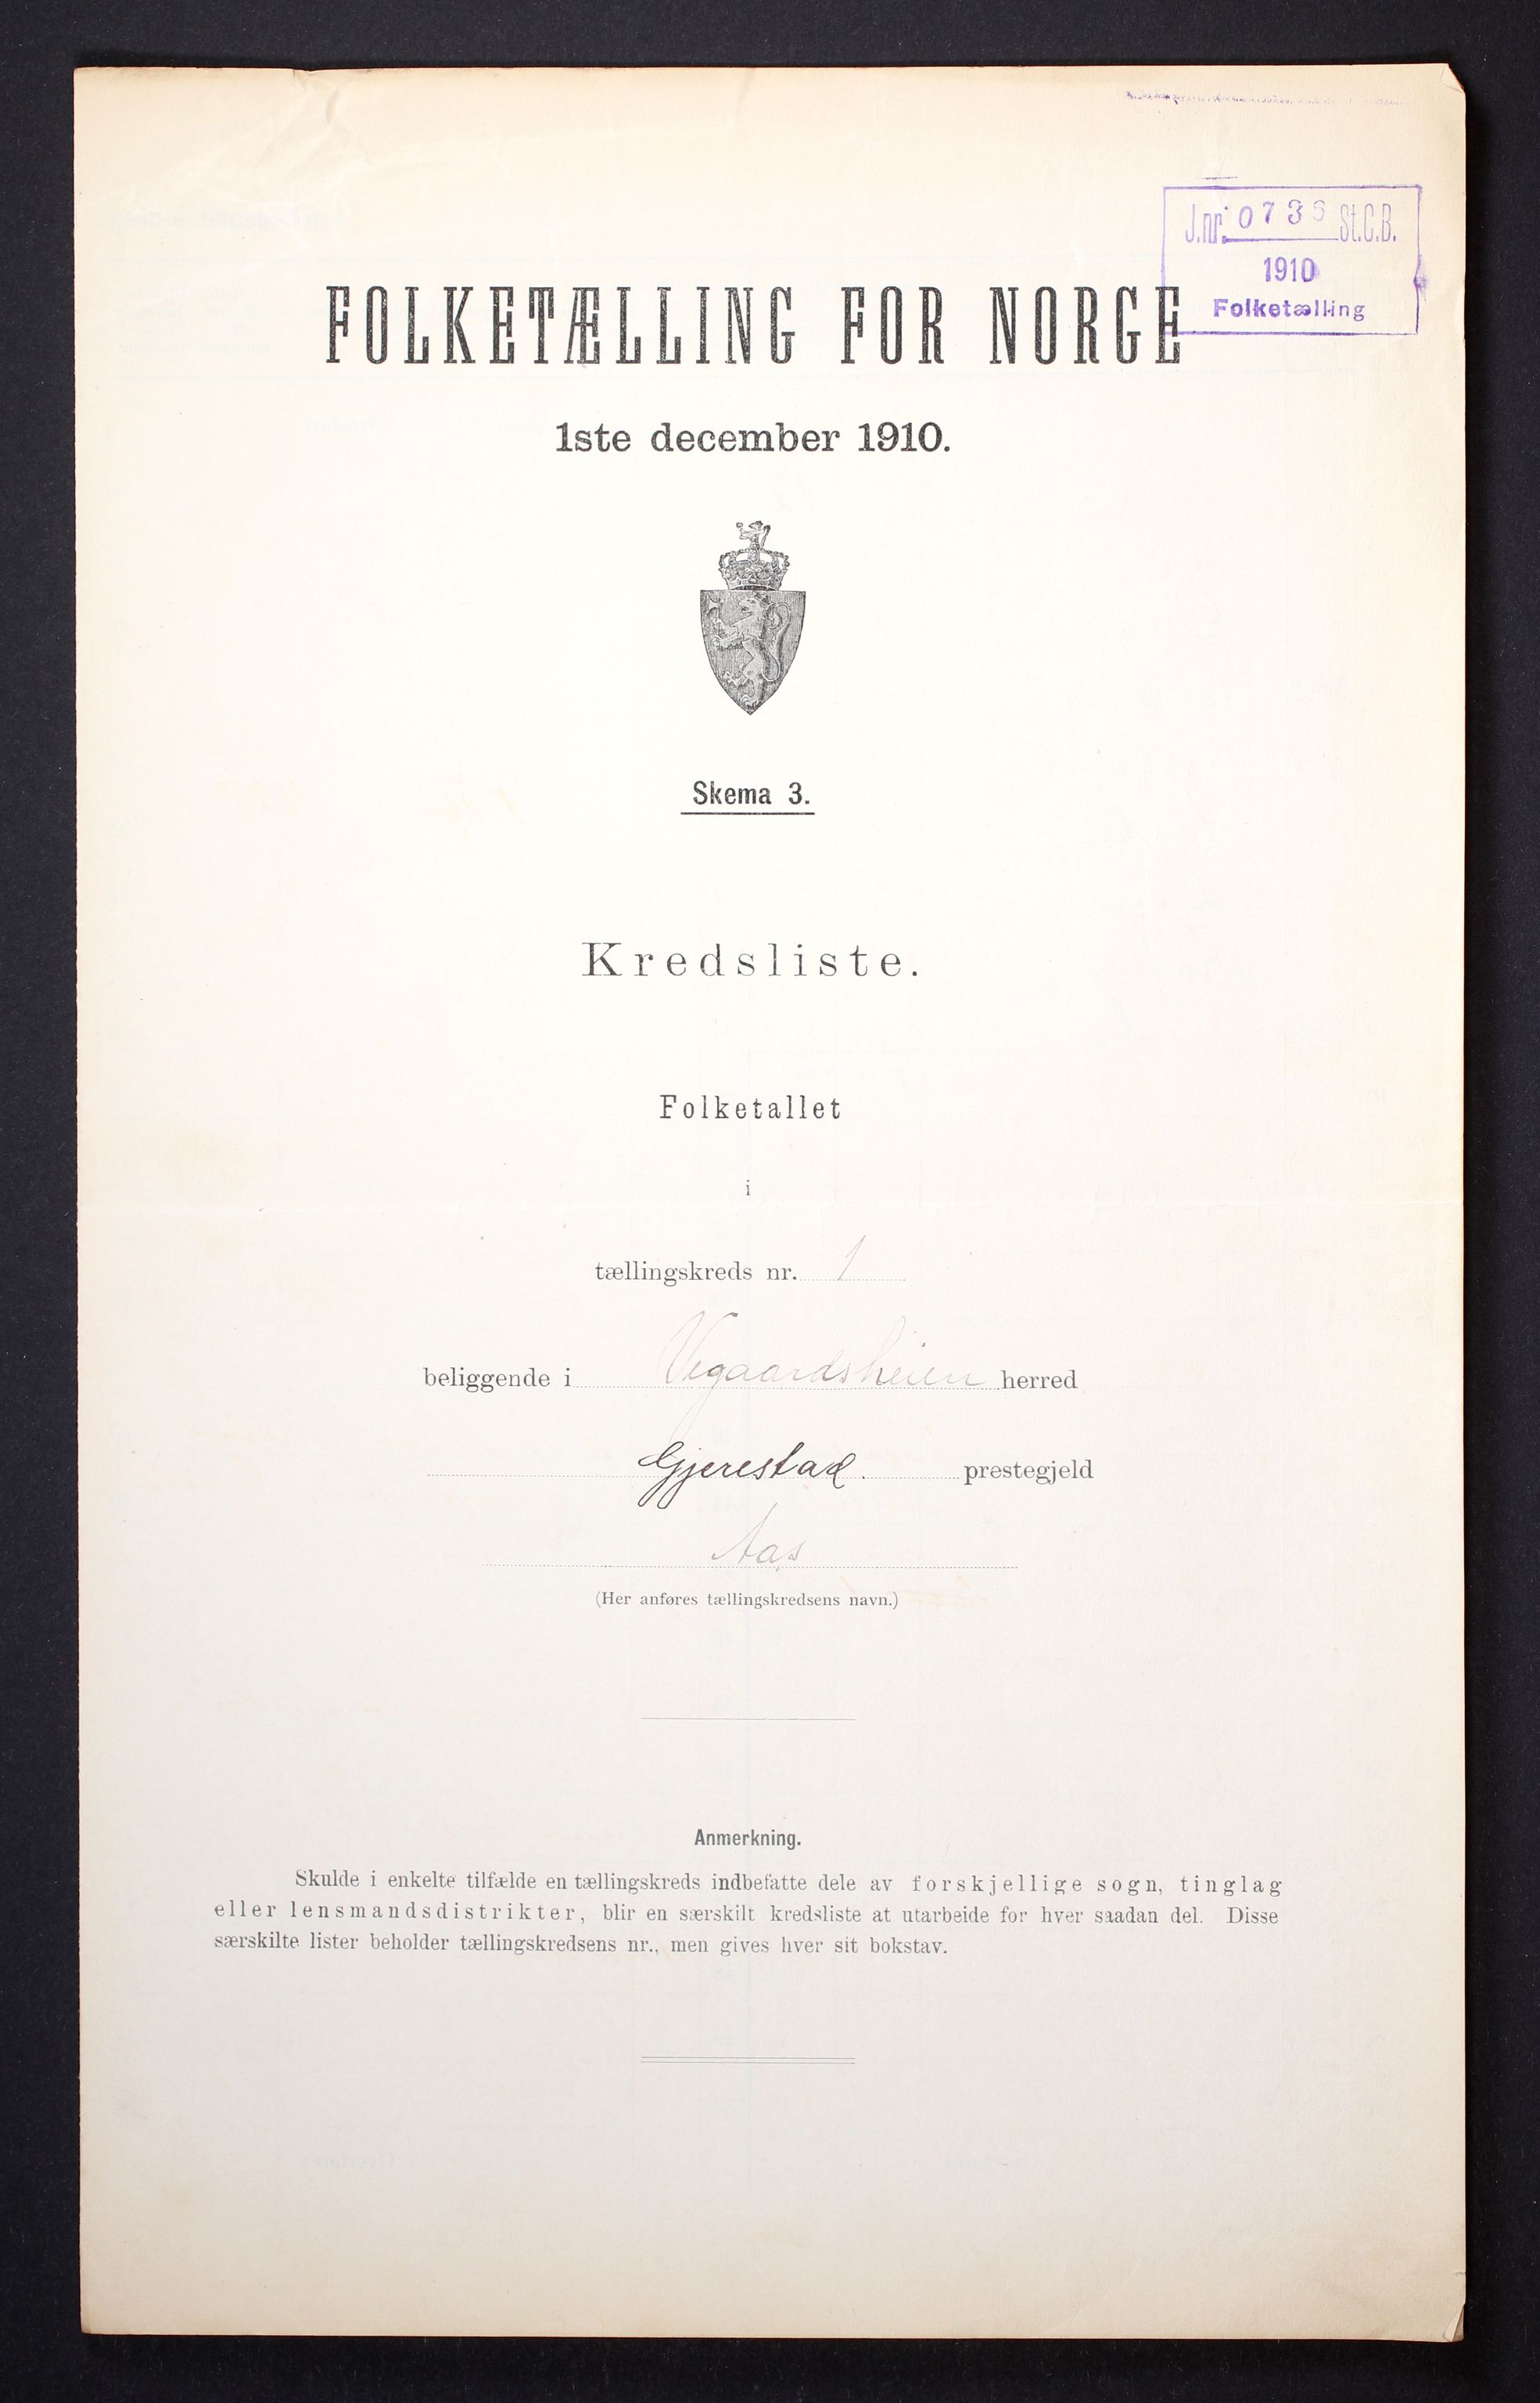 J.nr. 0736 St.C.B.
1910
Folketælling
FOLKETÆLLING FOR NORGE
1ste december 1910.
Skema 3.
Kredsliste.
Folketallet
i
tællingskreds nr. 1
beliggende i Vegaardsheien herred
Gjerestad. prestegjeld
Aas
(Her anføres tællingskredsens navn.)
Anmerkning.
Skulde i enkelte tilfælde en tællingskreds indbefatte dele av forskjellige sogn, tinglag
eller lensmandsdistrikter, blir en særskilt kredsliste at utarbeide for hver saadan del. Disse
særskilte lister beholder tællingskredsens nr., men gives hver sit bokstav.